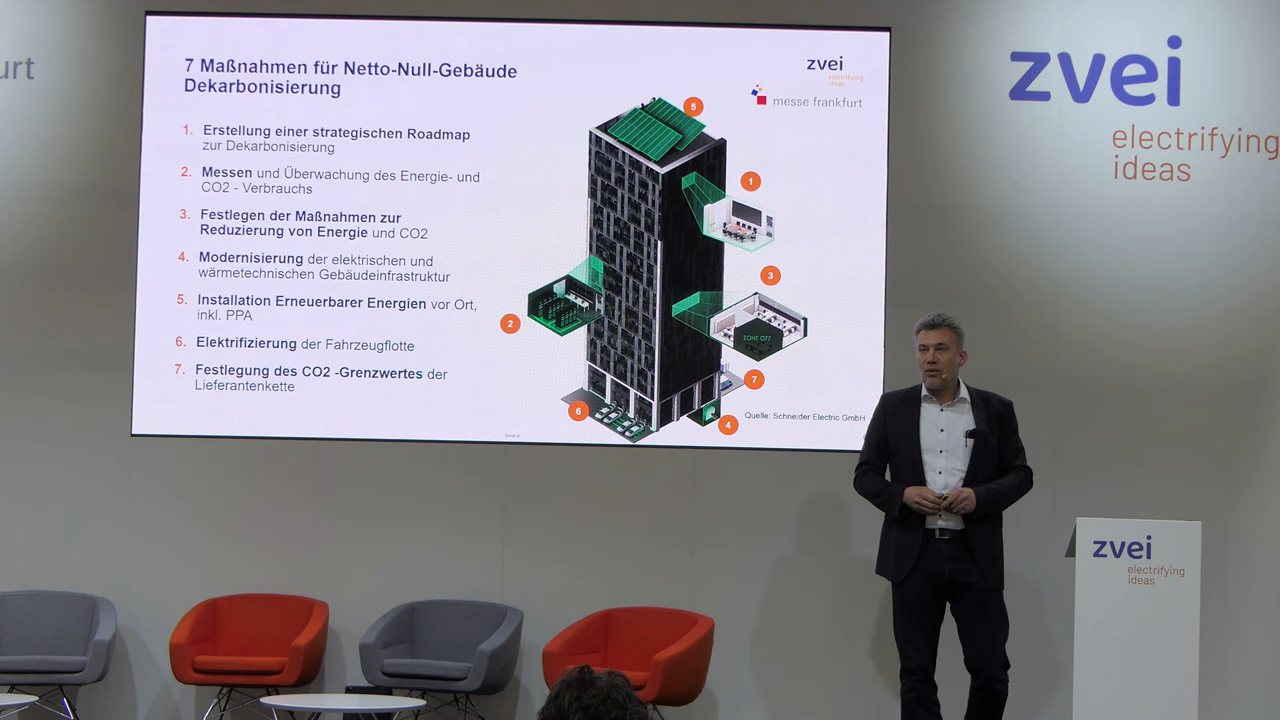 urt
7 Maßnahmen für Netto-Null-Gebäude
Dekarbonisierung
1. Erstellung einer strategischen Roadmap
zur Dekarbonisierung
2. Messen und Überwachung des Energie- und
CO2 - Verbrauchs
3. Festlegen der Maßnahmen zur
Reduzierung von Energie und CO2
4. Modernisierung der elektrischen und
wärmetechnischen Gebäudeinfrastruktur
5. Installation Erneuerbarer Energien vor Ort,
inkl. PPA
6. Elektrifizierung der Fahrzeugflotte
7. Festlegung des CO2 -Grenzwertes der
Lieferantenkette
zvei
electrifying
ideas
messe frankfurt
5
1
3
2
ZONE OFF
7
6
4
Quelle: Schneider Electric GmbH
General
zvei
electrifying
ideas
zvei
electrifying
ideas